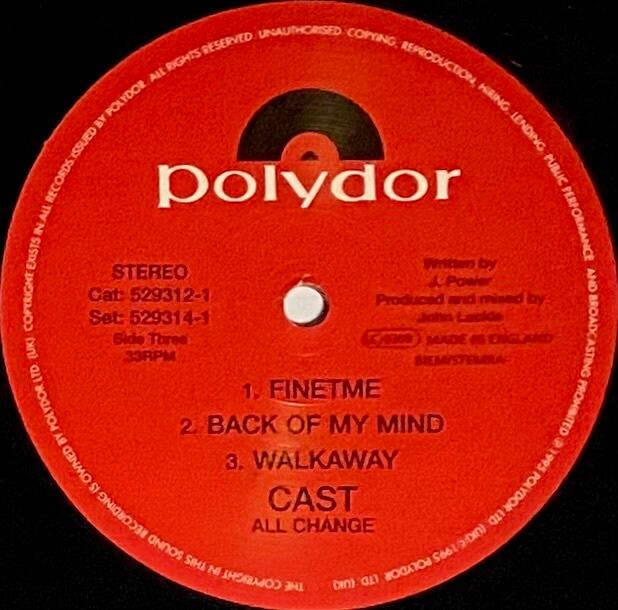 polydor
STEREO
Cat: 529312-1
Set: 529314-1
Side Three
33RPM
Written by
J. Power
Produced and mixed by
John Leckie
MADE IN ENGLAND
BIEM/STEMRA
1. FINETME
2. BACK OF MY MIND
3. WALKAWAY
CAST
ALL CHANGE
THE COPYRIGHT IN THIS SOUND RECORDING IS OWNED BY POLYDOR LTD. (UK) COPYRIGHT EXISTS IN ALL RECORDS ISSUED BY POLYDOR. ALL RIGHTS RESERVED. UNAUTHORISED COPYING, REPRODUCTION, HIRING, LENDING, PUBLIC PERFORMANCE AND BROADCASTING PROHIBITED ℗ 1995 POLYDOR LTD. (UK) © 1995 POLYDOR LTD. (UK)